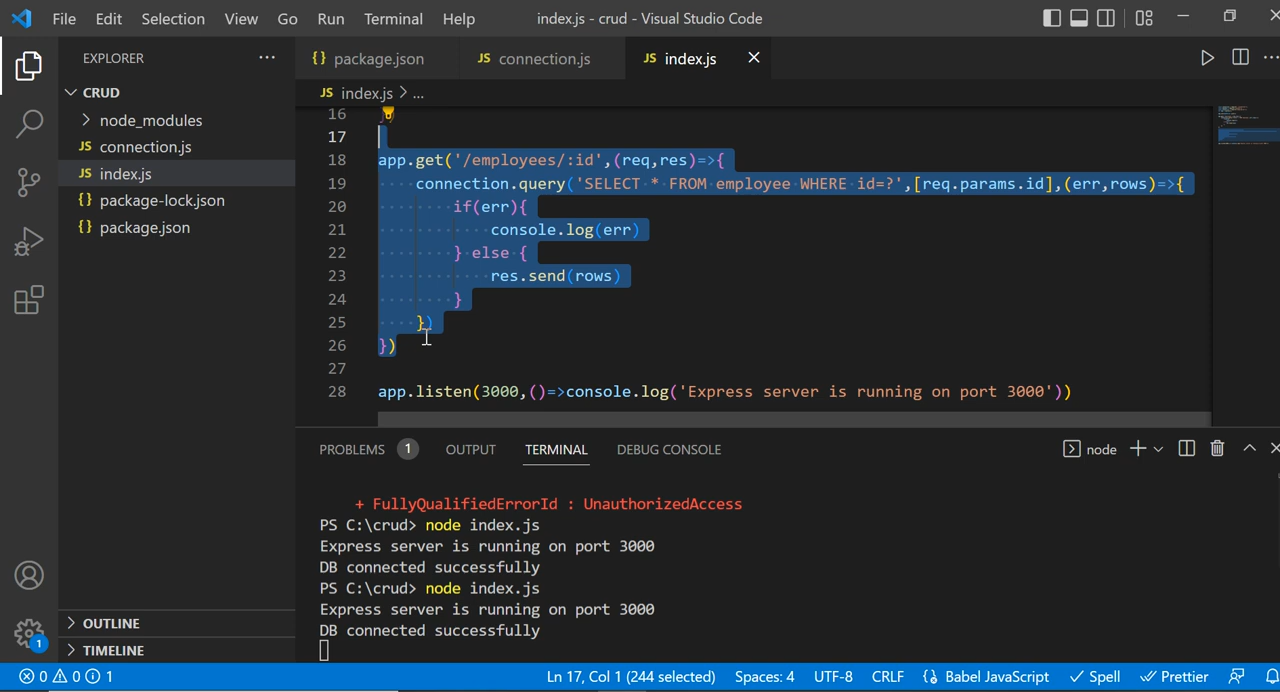 File Edit Selection View Go Run Terminal Help index.js - crud - Visual Studio Code
EXPLORER ... {} package.json JS connection.js JS index.js ×
CRUD
JS index.js > ...
node_modules
JS connection.js
JS index.js
{} package-lock.json
{} package.json
16
17
18 app.get('/employees/:id',(req,res)=>{
19 connection.query('SELECT * FROM employee WHERE id=?',[req.params.id],(err,rows)=>{
20 if(err){
21 console.log(err)
22 } else {
23 res.send(rows)
24 }
25 })
26 })
27
28 app.listen(3000,()=>console.log('Express server is running on port 3000'))
PROBLEMS 1 OUTPUT TERMINAL DEBUG CONSOLE node
+ FullyQualifiedErrorId : UnauthorizedAccess
PS C:\crud> node index.js
Express server is running on port 3000
DB connected successfully
PS C:\crud> node index.js
Express server is running on port 3000
DB connected successfully
OUTLINE
TIMELINE
1
0 0 1 Ln 17, Col 1 (244 selected) Spaces: 4 UTF-8 CRLF {} Babel JavaScript Spell Prettier